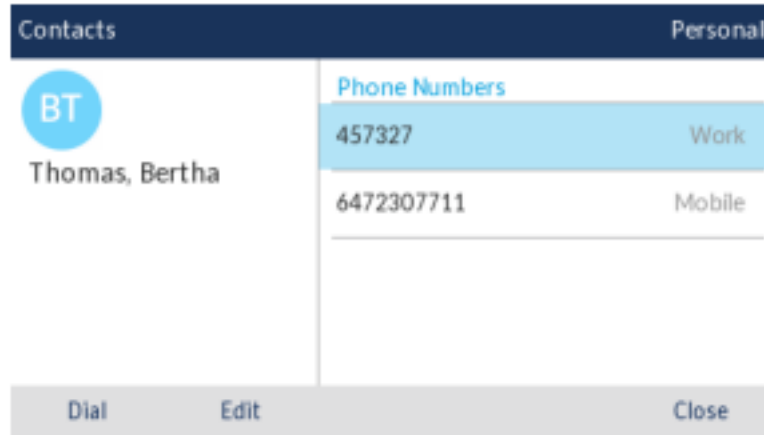 Contacts Personal
BT
Thomas, Bertha
Phone Numbers
457327 Work
6472307711 Mobile
Dial Edit Close